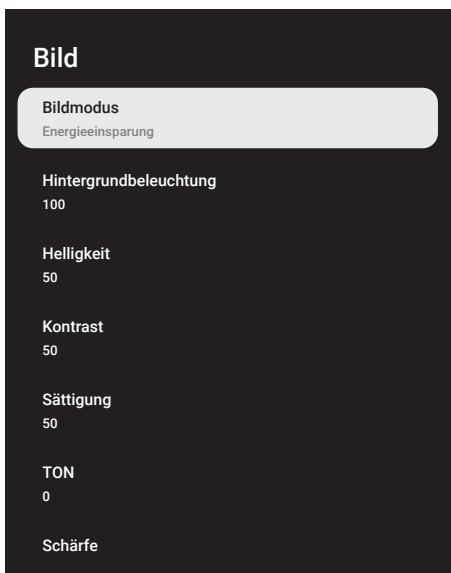 Bild
Bildmodus
Energieeinsparung
Hintergrundbeleuchtung
100
Helligkeit
50
Kontrast
50
Sättigung
50
TON
0
Schärfe